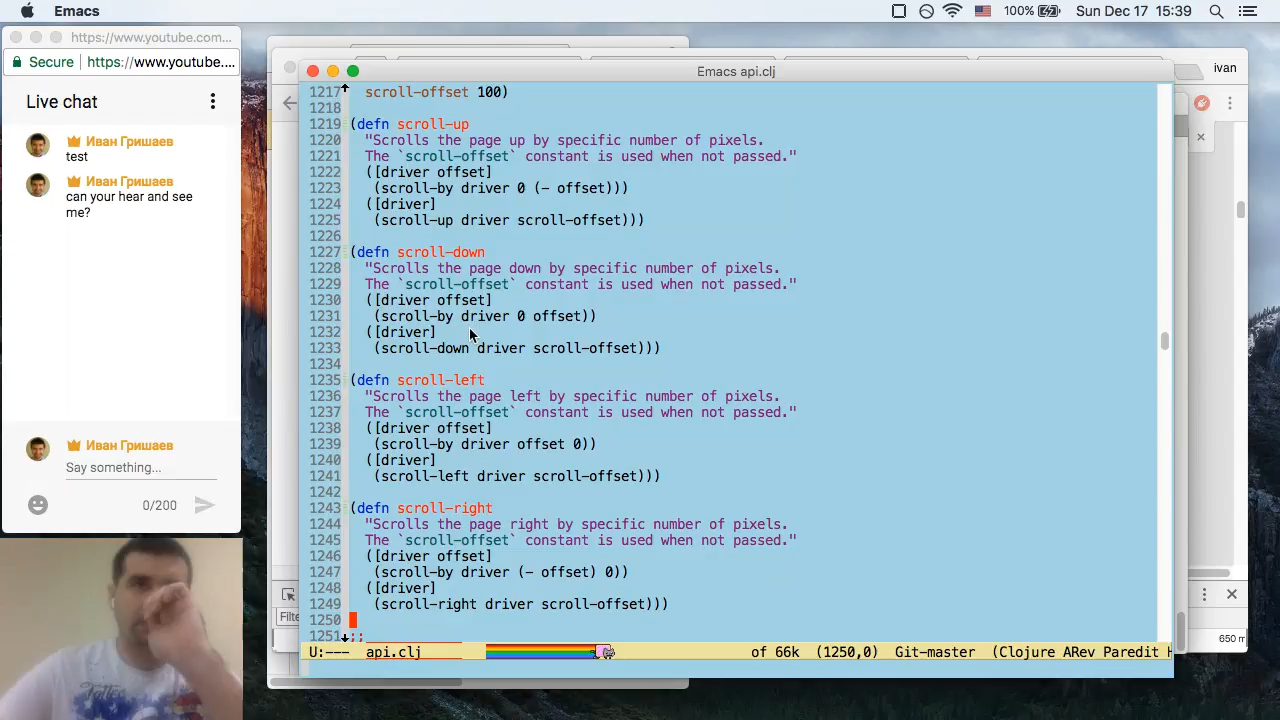 Emacs
100%
Sun Dec 17 15:39
https://www.youtube.com...
Secure https://www.youtube....
Live chat
Иван Гришаев
test
Иван Гришаев
can your hear and see
me?
Иван Гришаев
Say something...
0/200
ivan
Emacs api.clj
1217 scroll-offset 100)
1218
1219 (defn scroll-up
1220 "Scrolls the page up by specific number of pixels.
1221 The `scroll-offset` constant is used when not passed."
1222 ([driver offset]
1223 (scroll-by driver 0 (- offset)))
1224 ([driver]
1225 (scroll-up driver scroll-offset)))
1226
1227 (defn scroll-down
1228 "Scrolls the page down by specific number of pixels.
1229 The `scroll-offset` constant is used when not passed."
1230 ([driver offset]
1231 (scroll-by driver 0 offset))
1232 ([driver]
1233 (scroll-down driver scroll-offset)))
1234
1235 (defn scroll-left
1236 "Scrolls the page left by specific number of pixels.
1237 The `scroll-offset` constant is used when not passed."
1238 ([driver offset]
1239 (scroll-by driver offset 0))
1240 ([driver]
1241 (scroll-left driver scroll-offset)))
1242
1243 (defn scroll-right
1244 "Scrolls the page right by specific number of pixels.
1245 The `scroll-offset` constant is used when not passed."
1246 ([driver offset]
1247 (scroll-by driver (- offset) 0))
1248 ([driver]
1249 (scroll-right driver scroll-offset)))
1250
1251 ;;
U:--- api.clj of 66k (1250,0) Git-master (Clojure ARev Paredit H
Filte
650 m